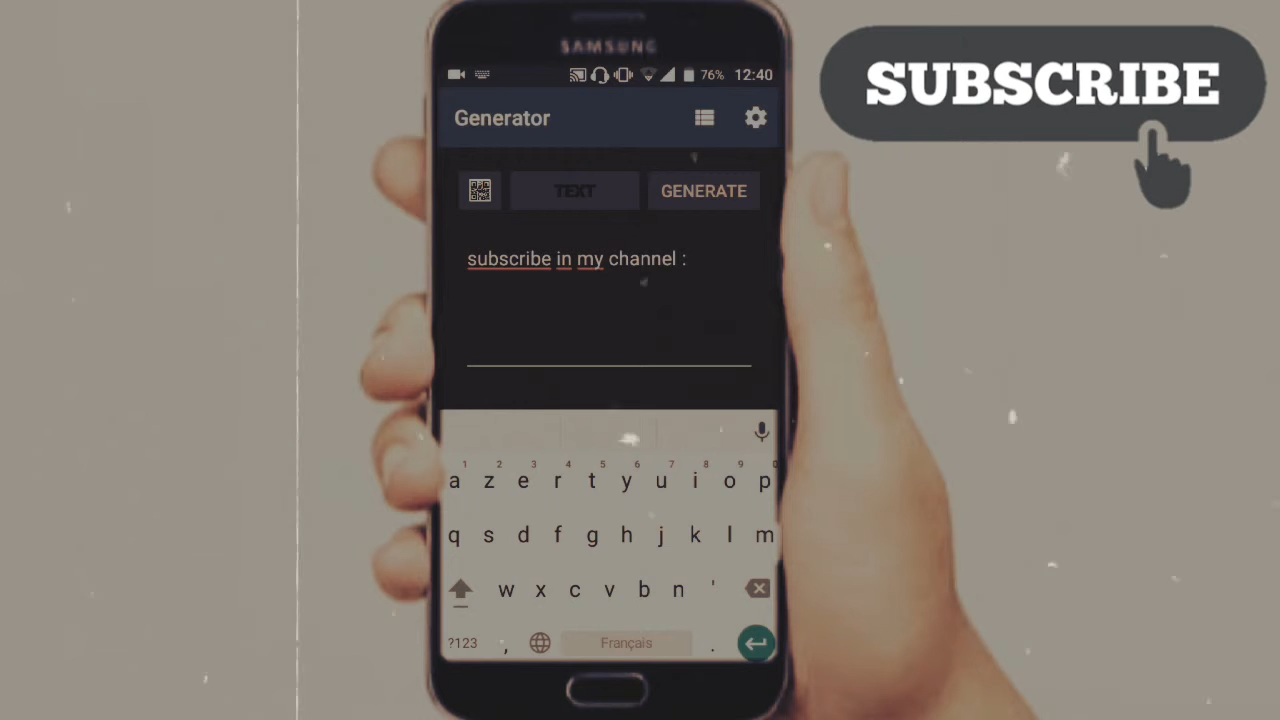 SAMSUNG
76% 12:40
SUBSCRIBE
Generator
TEXT GENERATE
subscribe in my channel :
1 2 3 4 5 6 7 8 9 0
a z e r t y u i o p
q s d f g h j k l m
w x c v b n '
?123 , Français .